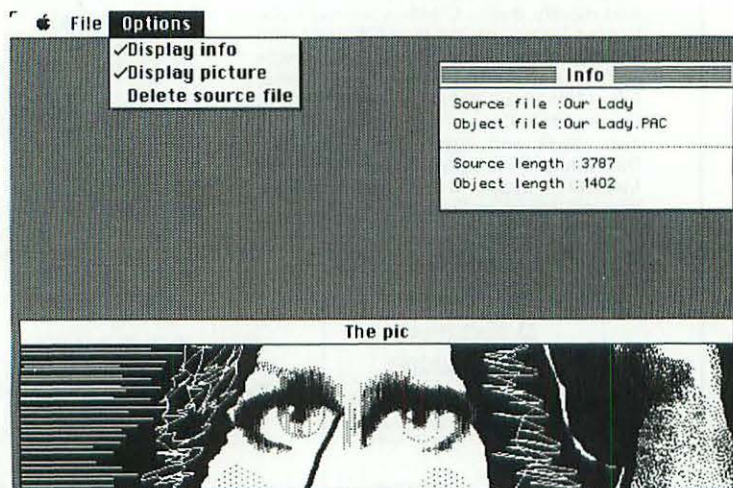 File Options
✓Display info
✓Display picture
Delete source file
Info
Source file :Our Lady
Object file :Our Lady.PAC
Source length :3787
Object length :1402
The pic